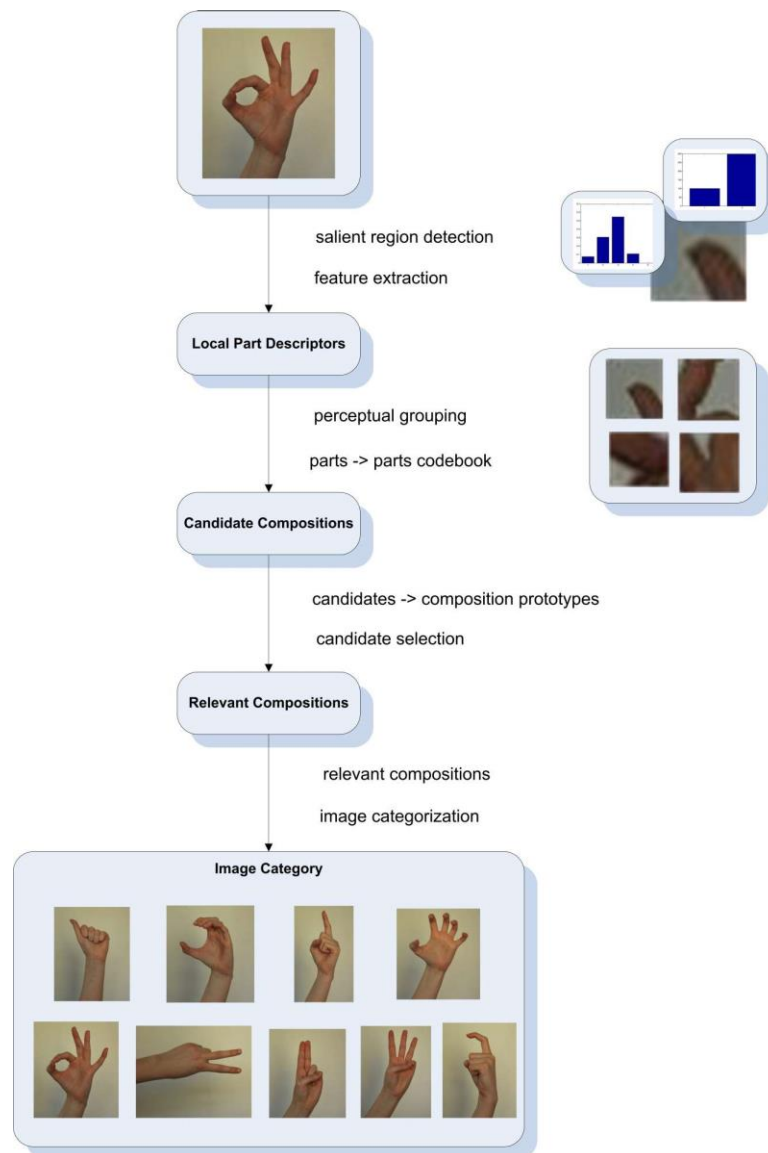 salient region detection
feature extraction
Local Part Descriptors
perceptual grouping
parts -> parts codebook
Candidate Compositions
candidates -> composition prototypes
candidate selection
Relevant Compositions
relevant compositions
image categorization
Image Category